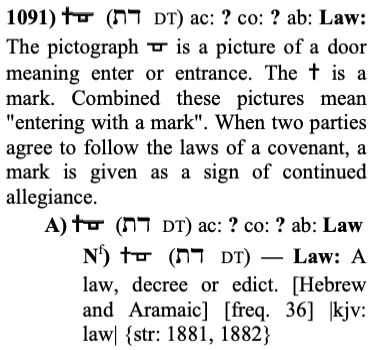 1091) 𐤕𐤃 (דת DT) ac: ? co: ? ab: Law:
The pictograph 𐤃 is a picture of a door
meaning enter or entrance. The 𐤕 is a
mark. Combined these pictures mean
"entering with a mark". When two parties
agree to follow the laws of a covenant, a
mark is given as a sign of continued
allegiance.
A) 𐤕𐤃 (דת DT) ac: ? co: ? ab: Law
Nᶠ) 𐤕𐤃 (דת DT) — Law: A
law, decree or edict. [Hebrew
and Aramaic] [freq. 36] |kjv:
law| {str: 1881, 1882}